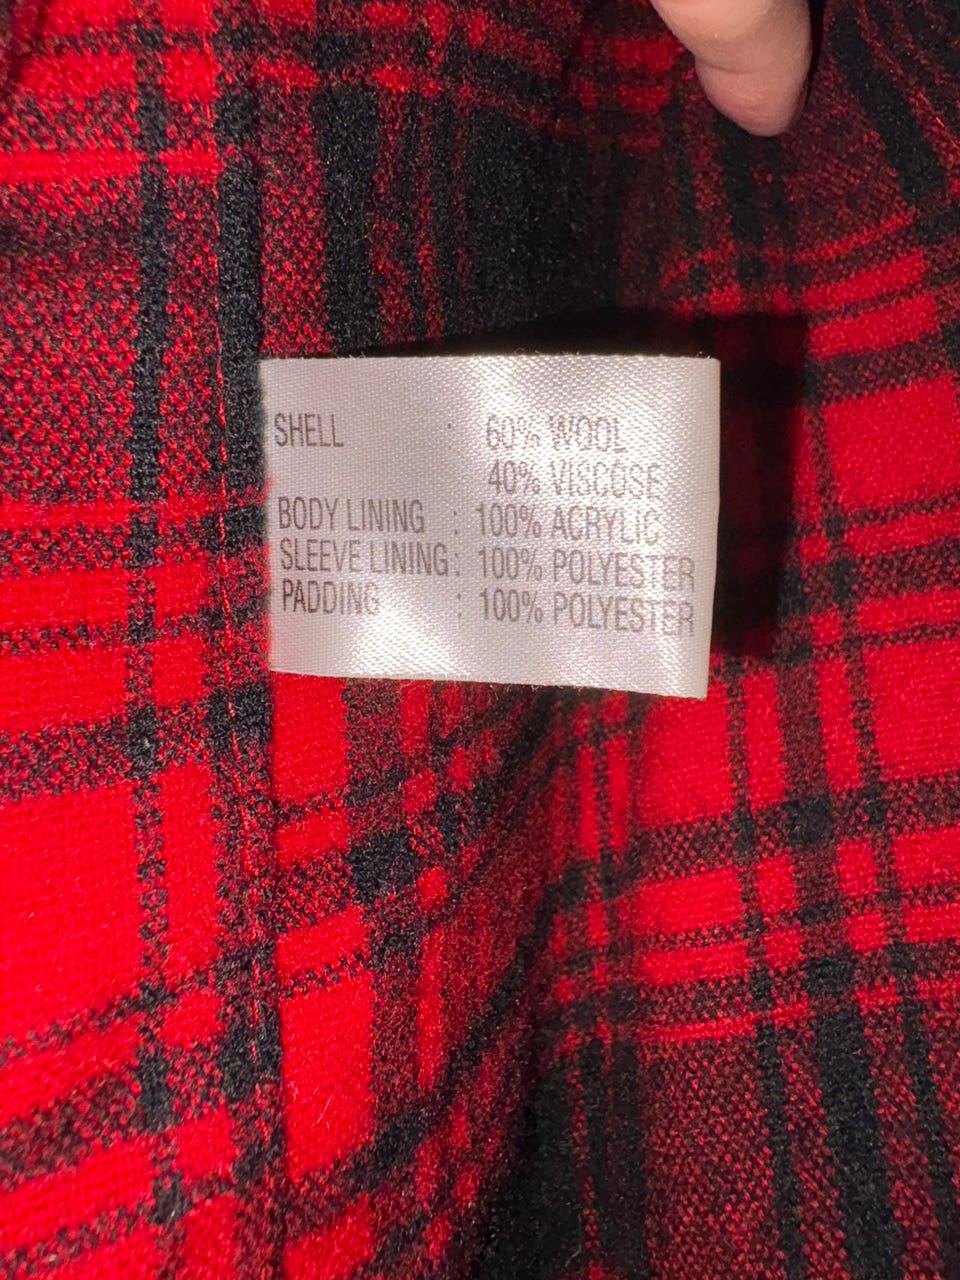 SHELL : 60% WOOL
40% VISCOSE
BODY LINING : 100% ACRYLIC
SLEEVE LINING : 100% POLYESTER
PADDING : 100% POLYESTER